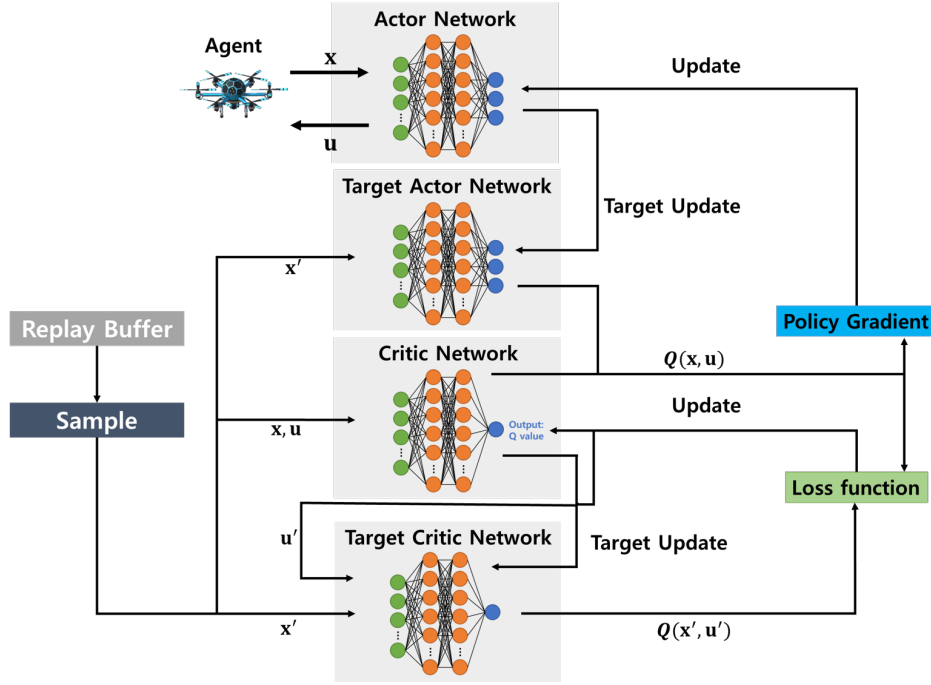 Actor Network
Agent
x
u
Update
Target Actor Network
Target Update
x′
Replay Buffer
Policy Gradient
Critic Network
Q(x, u)
Sample
Update
x, u
Output:
Q value
Loss function
u′
Target Critic Network
Target Update
x′
Q(x′, u′)